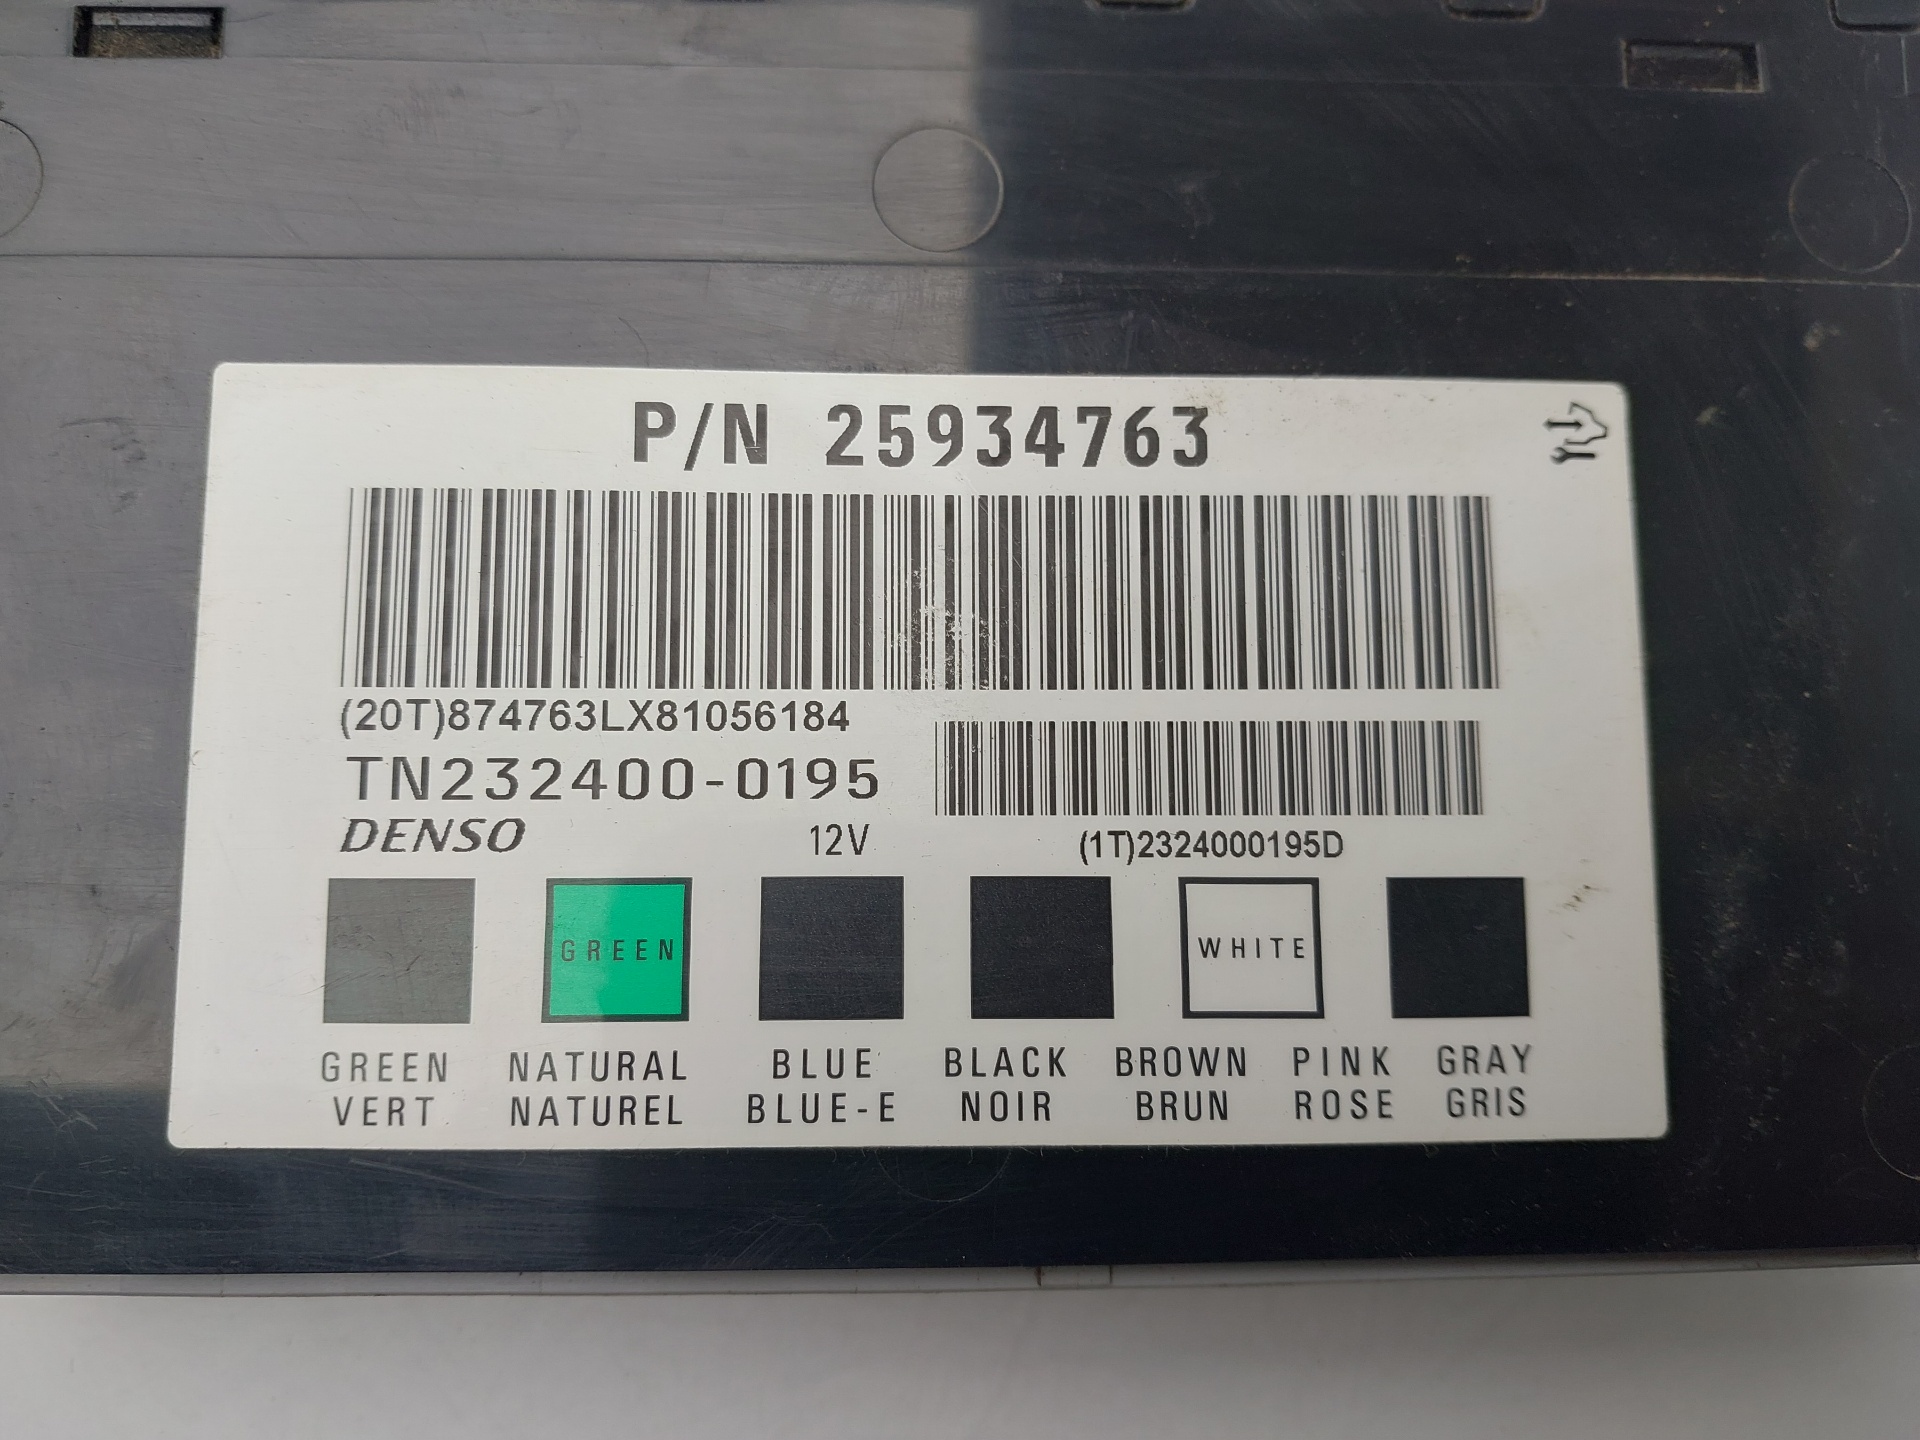 P/N 25934763
(20T)874763LX81056184
TN232400-0195
DENSO 12V (1T)2324000195D
GREEN WHITE
GREEN NATURAL BLUE BLACK BROWN PINK GRAY
VERT NATUREL BLUE-E NOIR BRUN ROSE GRIS